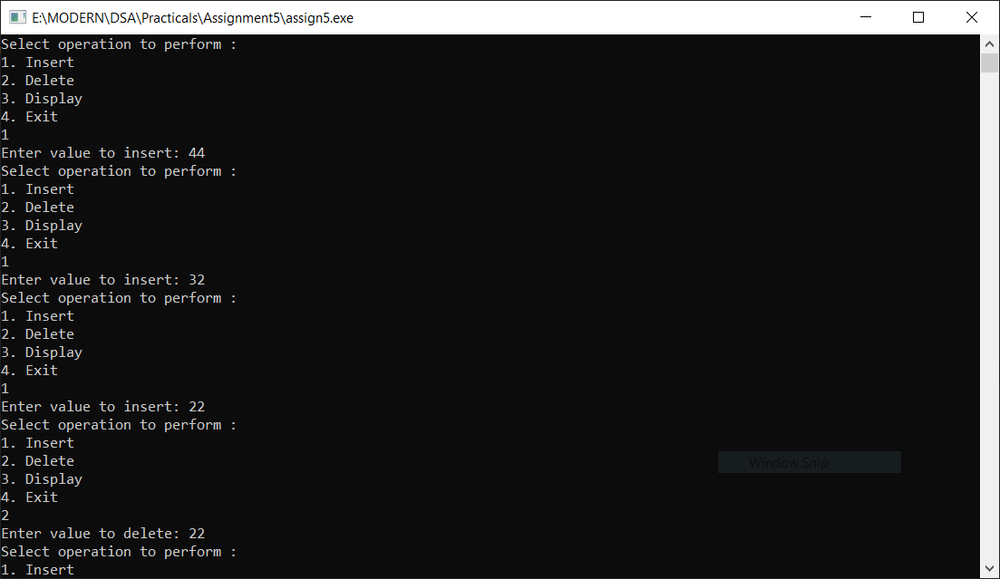 E:\MODERN\DSA\Practicals\Assignment5\assign5.exe
Select operation to perform :
1. Insert
2. Delete
3. Display
4. Exit
1
Enter value to insert: 44
Select operation to perform :
1. Insert
2. Delete
3. Display
4. Exit
1
Enter value to insert: 32
Select operation to perform :
1. Insert
2. Delete
3. Display
4. Exit
1
Enter value to insert: 22
Select operation to perform :
1. Insert
2. Delete
Window Snip
3. Display
4. Exit
2
Enter value to delete: 22
Select operation to perform :
1. Insert